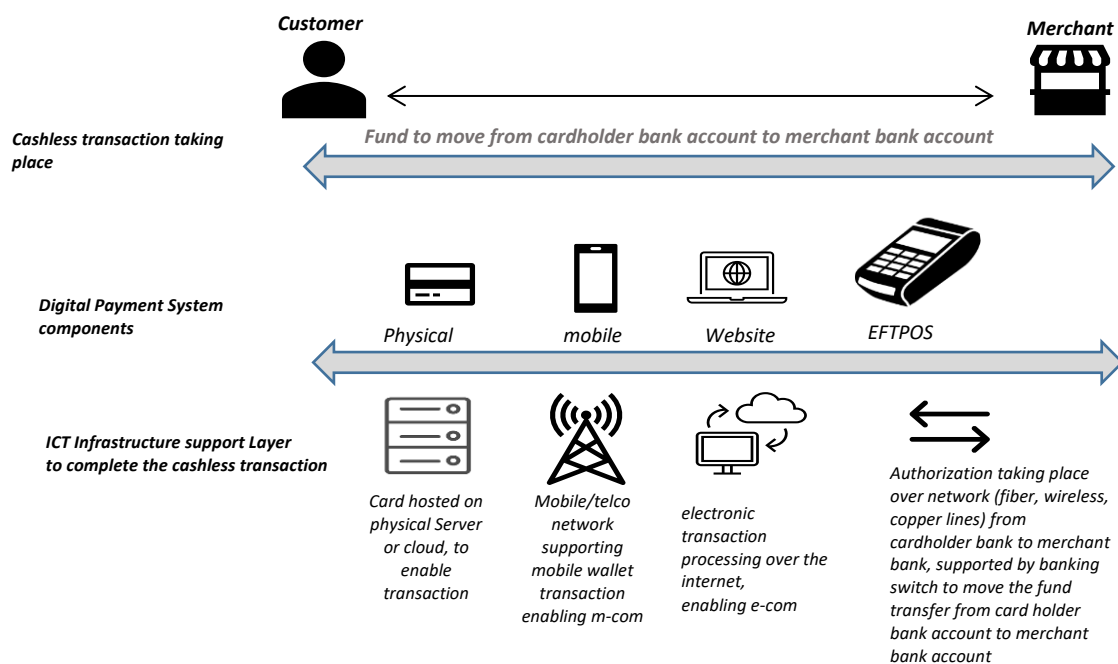 Customer
Merchant
Cashless transaction taking
place
Fund to move from cardholder bank account to merchant bank account
Digital Payment System
components
Physical
mobile
Website
EFTPOS
ICT Infrastructure support Layer
to complete the cashless transaction
Card hosted on
physical Server
or cloud, to
enable
transaction
Mobile/telco
network
supporting
mobile wallet
transaction
enabling m-com
electronic
transaction
processing over the
internet,
enabling e-com
Authorization taking place
over network (fiber, wireless,
copper lines) from
cardholder bank to merchant
bank, supported by banking
switch to move the fund
transfer from card holder
bank account to merchant
bank account